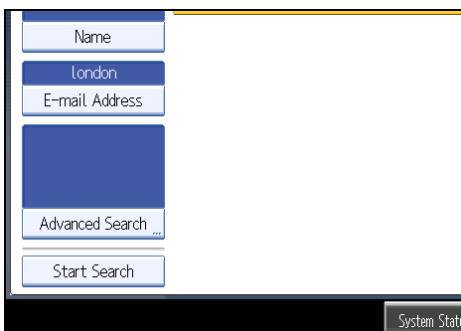 Name
london
E-mail Address
Advanced Search ...
Start Search
System Stat